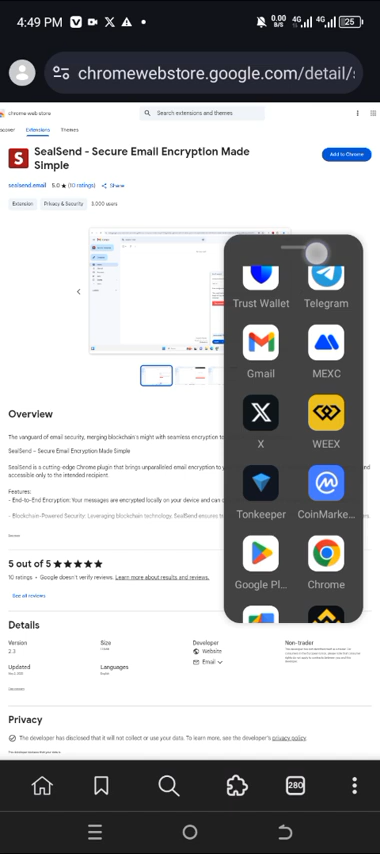 4:49 PM
0.00
B/S
4G
4G
25
chromewebstore.google.com/detail/
chrome web store
Search extensions and themes
scover
Extensions
Themes
SealSend - Secure Email Encryption Made
Simple
Add to Chrome
sealsend.email
5.0 ★ (10 ratings)
Share
Extension
Privacy & Security
3,000 users
Trust Wallet
Telegram
Gmail
MEXC
X
WEEX
Tonkeeper
CoinMarke...
Google Pl...
Chrome
Overview
The vanguard of email security, merging blockchain's might with seamless encryption
SealSend - Secure Email Encryption Made Simple
SealSend is a cutting-edge Chrome plugin that brings unparalleled email encryption to
accessible only to the intended recipient.
Features:
- End-to-End Encryption: Your messages are encrypted locally on your device and can
- Blockchain-Powered Security: Leveraging blockchain technology, SealSend ensures
5 out of 5 ★★★★★
10 ratings • Google doesn't verify reviews. Learn more about results and reviews.
See all reviews
Details
Version
2.3
Size
Developer
Website
Email
Non-trader
Updated
Languages
English
Privacy
The developer has disclosed that it will not collect or use your data. To learn more, see the developer's privacy policy.
280